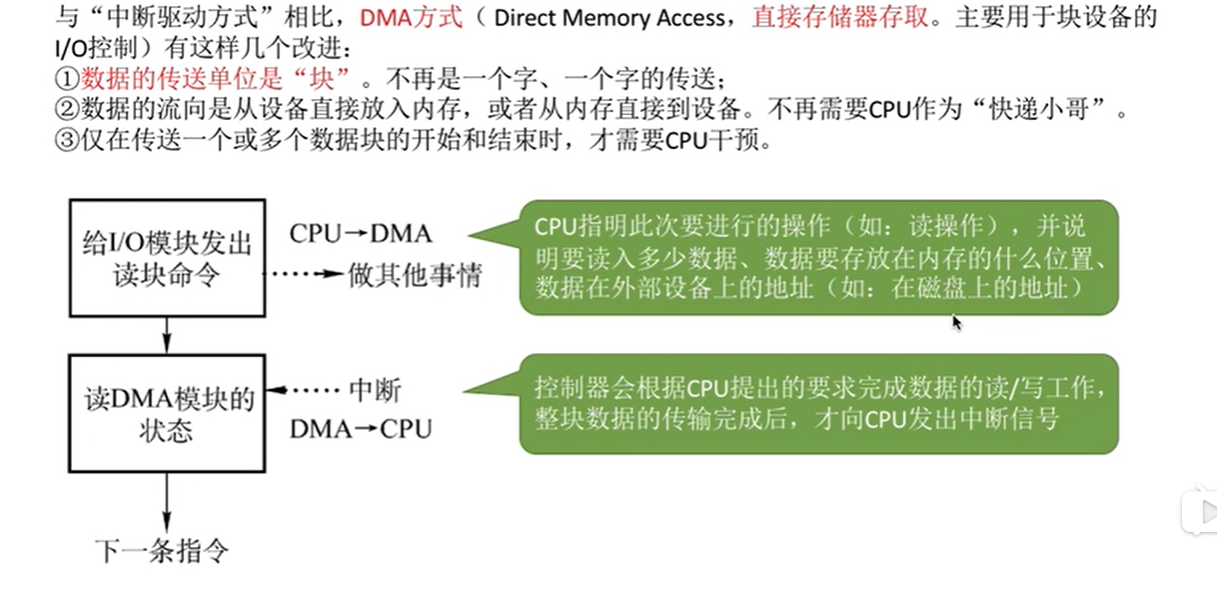 与“中断驱动方式”相比，DMA方式（ Direct Memory Access，直接存储器存取。主要用于块设备的
I/O控制）有这样几个改进：
①数据的传送单位是“块”。不再是一个字、一个字的传送；
②数据的流向是从设备直接放入内存，或者从内存直接到设备。不再需要CPU作为“快递小哥”。
③仅在传送一个或多个数据块的开始和结束时，才需要CPU干预。
给I/O模块发出
读块命令
CPU→DMA
做其他事情
CPU指明此次要进行的操作（如：读操作），并说
明要读入多少数据、数据要存放在内存的什么位置、
数据在外部设备上的地址（如：在磁盘上的地址）
读DMA模块的
状态
中断
DMA→CPU
控制器会根据CPU提出的要求完成数据的读/写工作，
整块数据的传输完成后，才向CPU发出中断信号
下一条指令